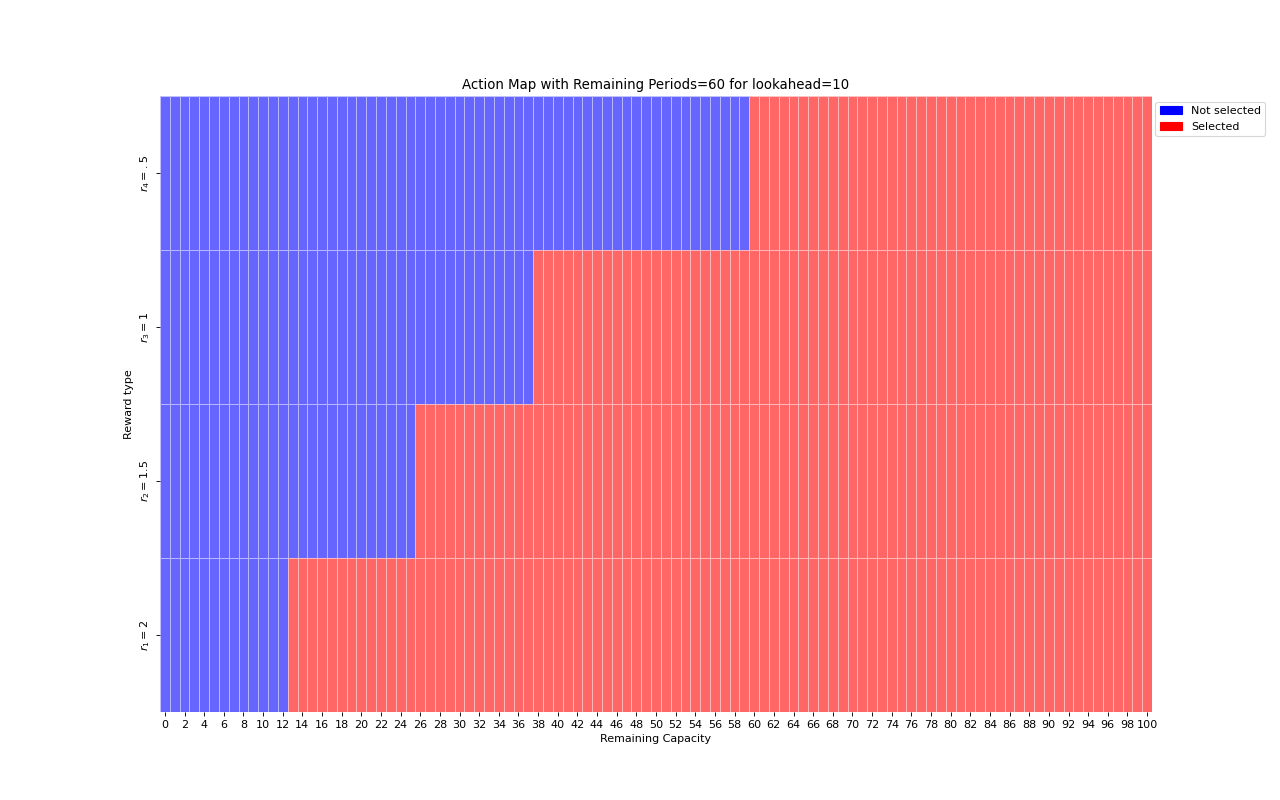 Action Map with Remaining Periods=60 for lookahead=10
Not selected
Selected
r₄ = .5
r₃ = 1
Reward type
r₂ = 1.5
r₁ = 2
0 2 4 6 8 10 12 14 16 18 20 22 24 26 28 30 32 34 36 38 40 42 44 46 48 50 52 54 56 58 60 62 64 66 68 70 72 74 76 78 80 82 84 86 88 90 92 94 96 98 100
Remaining Capacity